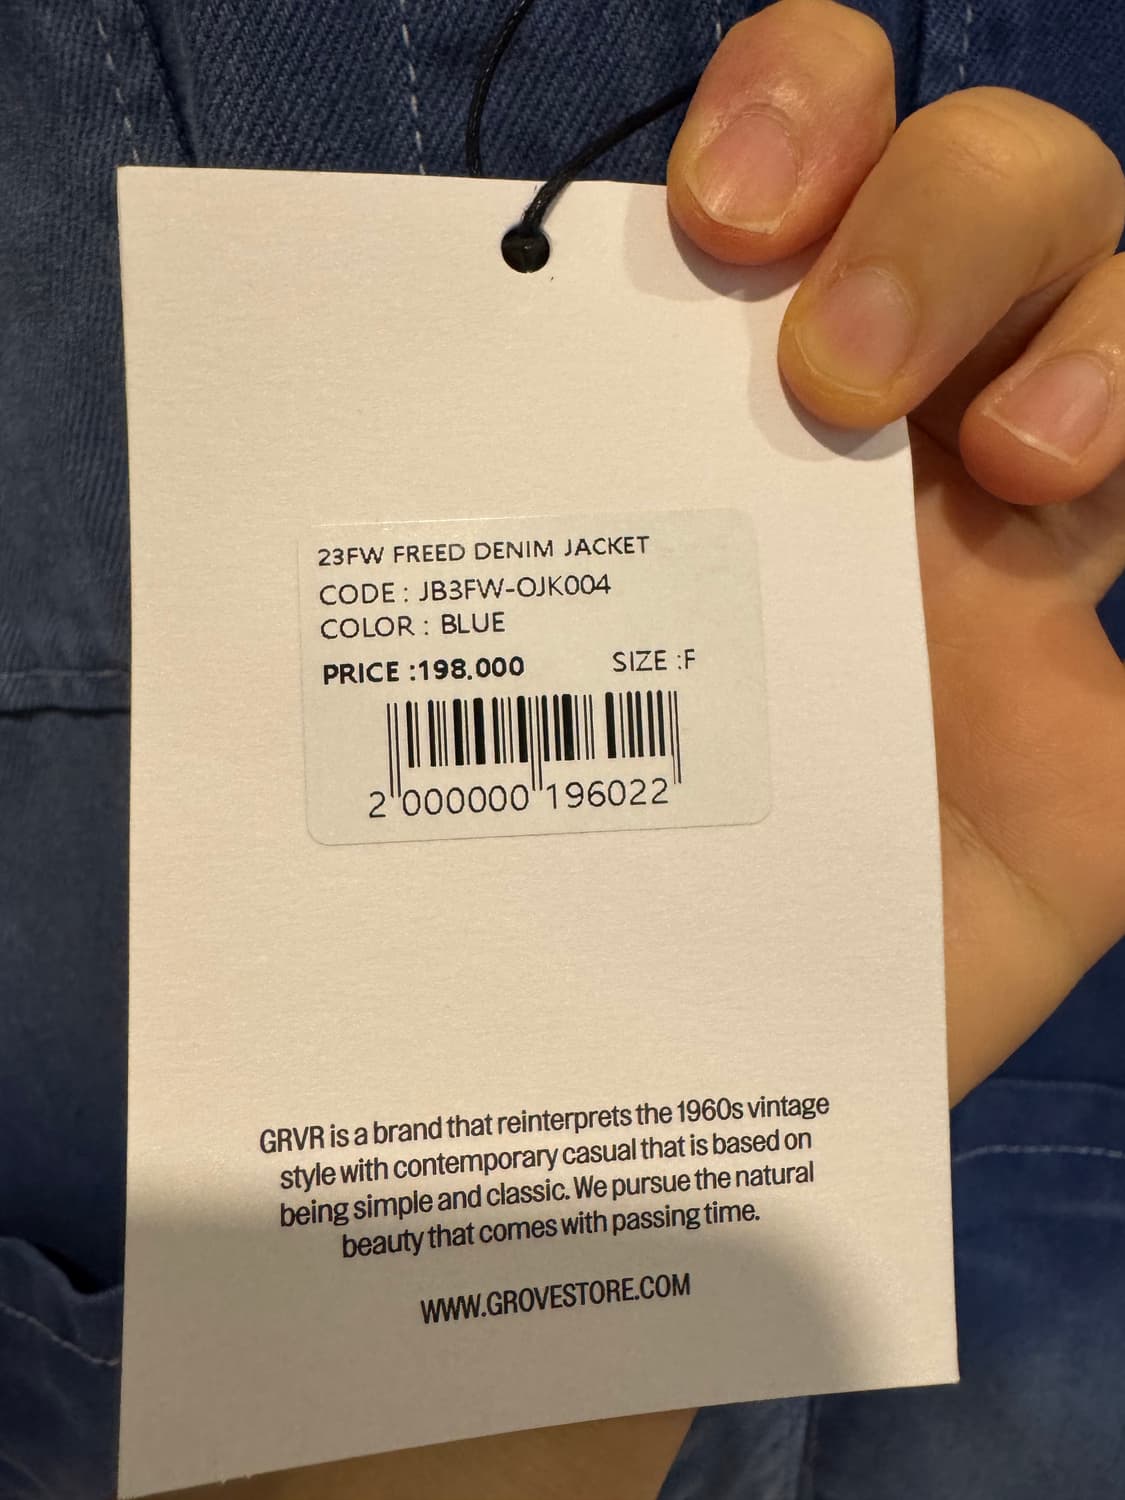 23FW FREED DENIM JACKET
CODE : JB3FW-OJK004
COLOR : BLUE
PRICE :198.000 SIZE :F
2 000000 196022
GRVR is a brand that reinterprets the 1960s vintage
style with contemporary casual that is based on
being simple and classic. We pursue the natural
beauty that comes with passing time.
WWW.GROVESTORE.COM